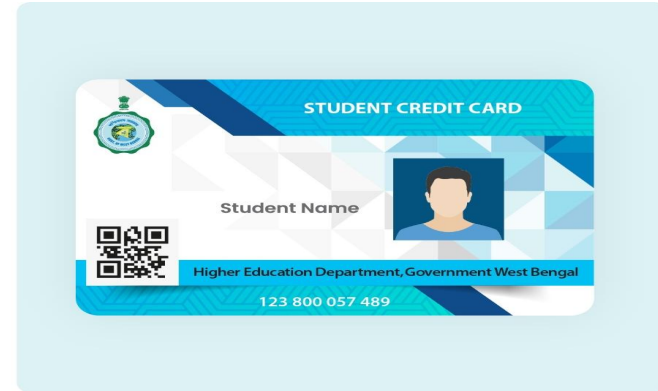 STUDENT CREDIT CARD
Student Name
Higher Education Department, Government West Bengal
123 800 057 489